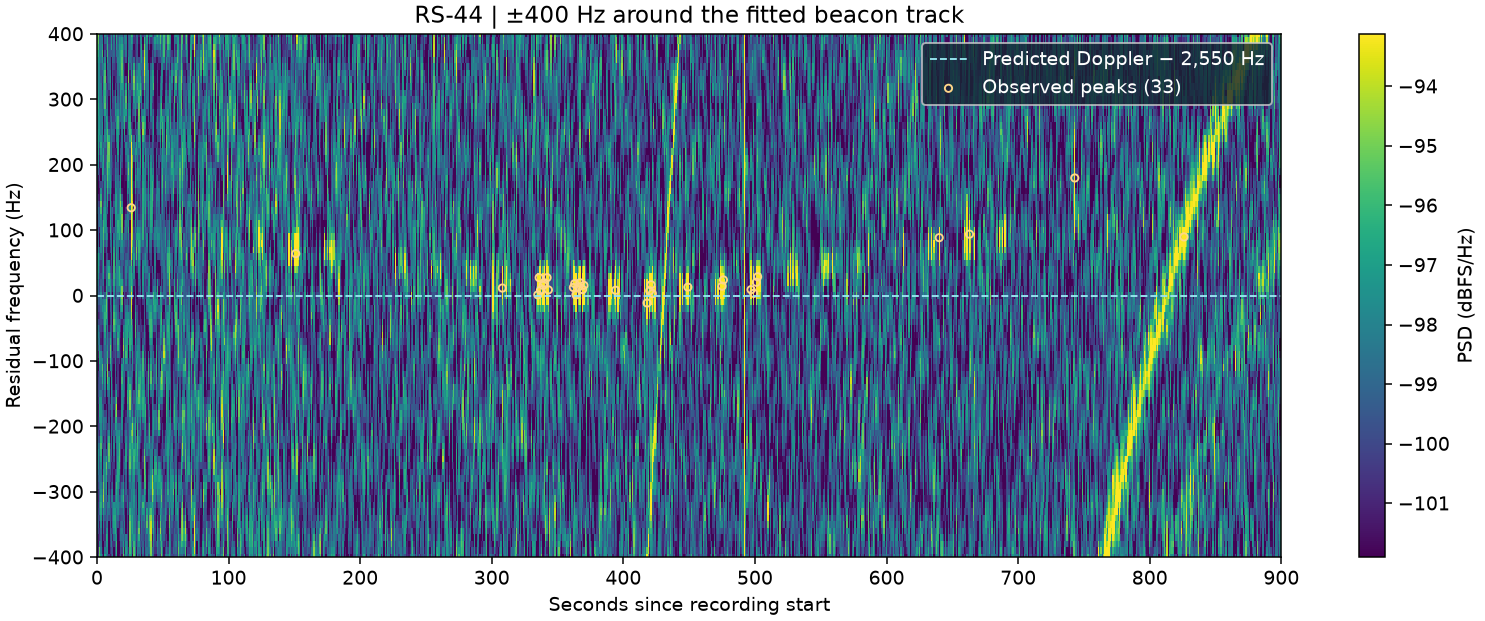 RS-44 | ±400 Hz around the fitted beacon track
Predicted Doppler − 2,550 Hz
Observed peaks (33)
Residual frequency (Hz)
400
300
200
100
0
−100
−200
−300
−400
0 100 200 300 400 500 600 700 800 900
Seconds since recording start
−94
−95
−96
−97
−98
−99
−100
−101
PSD (dBFS/Hz)